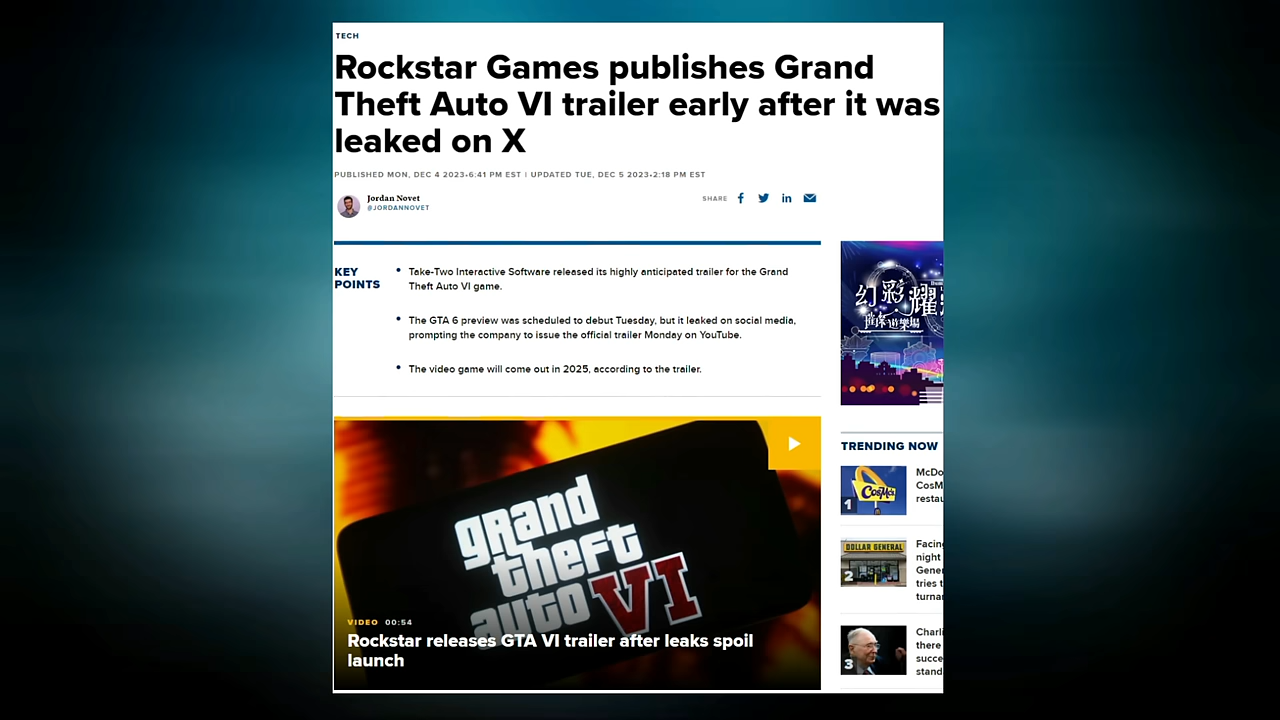 TECH
Rockstar Games publishes Grand
Theft Auto VI trailer early after it was
leaked on X
PUBLISHED MON, DEC 4 2023•6:41 PM EST | UPDATED TUE, DEC 5 2023•2:18 PM EST
Jordan Novet
@JORDANNOVET
SHARE
KEY
POINTS
• Take-Two Interactive Software released its highly anticipated trailer for the Grand
Theft Auto VI game.
• The GTA 6 preview was scheduled to debut Tuesday, but it leaked on social media,
prompting the company to issue the official trailer Monday on YouTube.
• The video game will come out in 2025, according to the trailer.
grand
theft
auto VI
VIDEO 00:54
Rockstar releases GTA VI trailer after leaks spoil
launch
幻彩耀
TRENDING NOW
1
CosMc's
McDo
CosM
restau
2
DOLLAR GENERAL
Facing
night
Gener
tries t
turnar
3
Charli
there
succe
stand